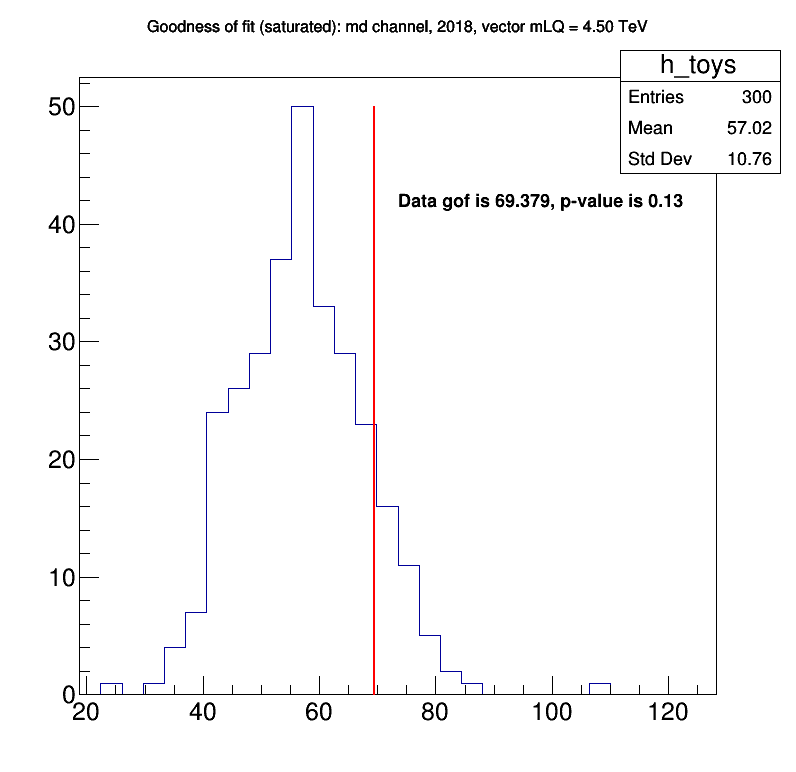 Goodness of fit (saturated): md channel, 2018, vector mLQ = 4.50 TeV
h_toys
Entries 300
Mean 57.02
Std Dev 10.76
Data gof is 69.379, p-value is 0.13
50
40
30
20
10
0
20 40 60 80 100 120